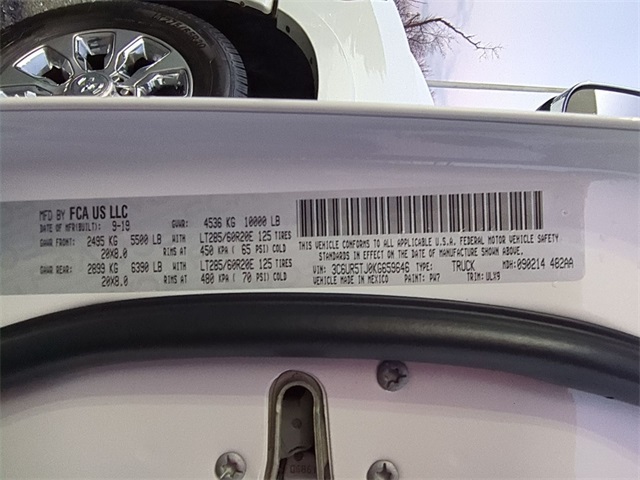 MFD BY FCA US LLC
DATE OF MFR(BUILT): 9-19 GVWR: 4536 KG 10000 LB
GAWR FRONT: 2495 KG 5500 LB WITH LT285/60R20E 125 TIRES
20X8.0 RIMS AT 450 KPA ( 65 PSI) COLD
GAWR REAR: 2899 KG 6390 LB WITH LT285/60R20E 125 TIRES
20X8.0 RIMS AT 480 KPA ( 70 PSI) COLD
THIS VEHICLE CONFORMS TO ALL APPLICABLE U.S.A. FEDERAL MOTOR VEHICLE SAFETY
STANDARDS IN EFFECT ON THE DATE OF MANUFACTURE SHOWN ABOVE.
VIN: 3C6UR5TJ0KG659646 TYPE: TRUCK MDH: 090214 482AA
VEHICLE MADE IN MEXICO PAINT: PW7 TRIM: ULX9